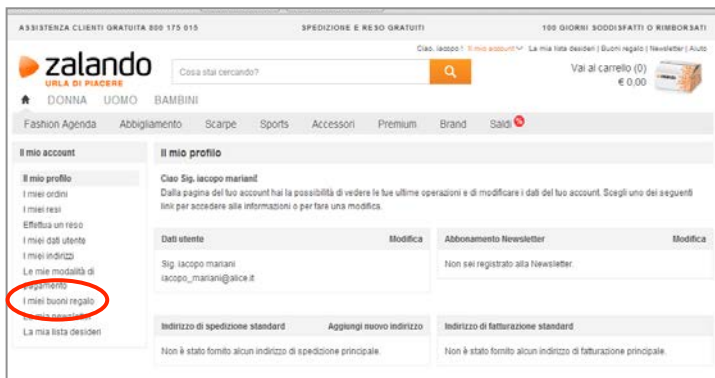 ASSISTENZA CLIENTI GRATUITA 800 175 015 SPEDIZIONE E RESO GRATUITI 100 GIORNI SODDISFATTI O RIMBORSATI
Ciao, iacopo ! Il mio account La mia lista desideri | Buoni regalo | Newsletter | Aiuto
zalando
URLA DI PIACERE
Cosa stai cercando?
Vai al carrello (0)
€ 0,00
DONNA UOMO BAMBINI
Fashion Agenda Abbigliamento Scarpe Sports Accessori Premium Brand Saldi %
Il mio account
Il mio profilo
I miei ordini
I miei resi
Effettua un reso
I miei dati utente
I miei indirizzi
Le mie modalità di
pagamento
I miei buoni regalo
La mia newsletter
La mia lista desideri
Il mio profilo
Ciao Sig. iacopo mariani!
Dalla pagina del tuo account hai la possibilità di vedere le tue ultime operazioni e di modificare i dati del tuo account. Scegli uno dei seguenti
link per accedere alle informazioni o per fare una modifica.
Dati utente Modifica
Sig. iacopo mariani
iacopo_mariani@alice.it
Abbonamento Newsletter Modifica
Non sei registrato alla Newsletter.
Indirizzo di spedizione standard Aggiungi nuovo indirizzo
Non è stato fornito alcun indirizzo di spedizione principale.
Indirizzo di fatturazione standard
Non è stato fornito alcun indirizzo di fatturazione principale.